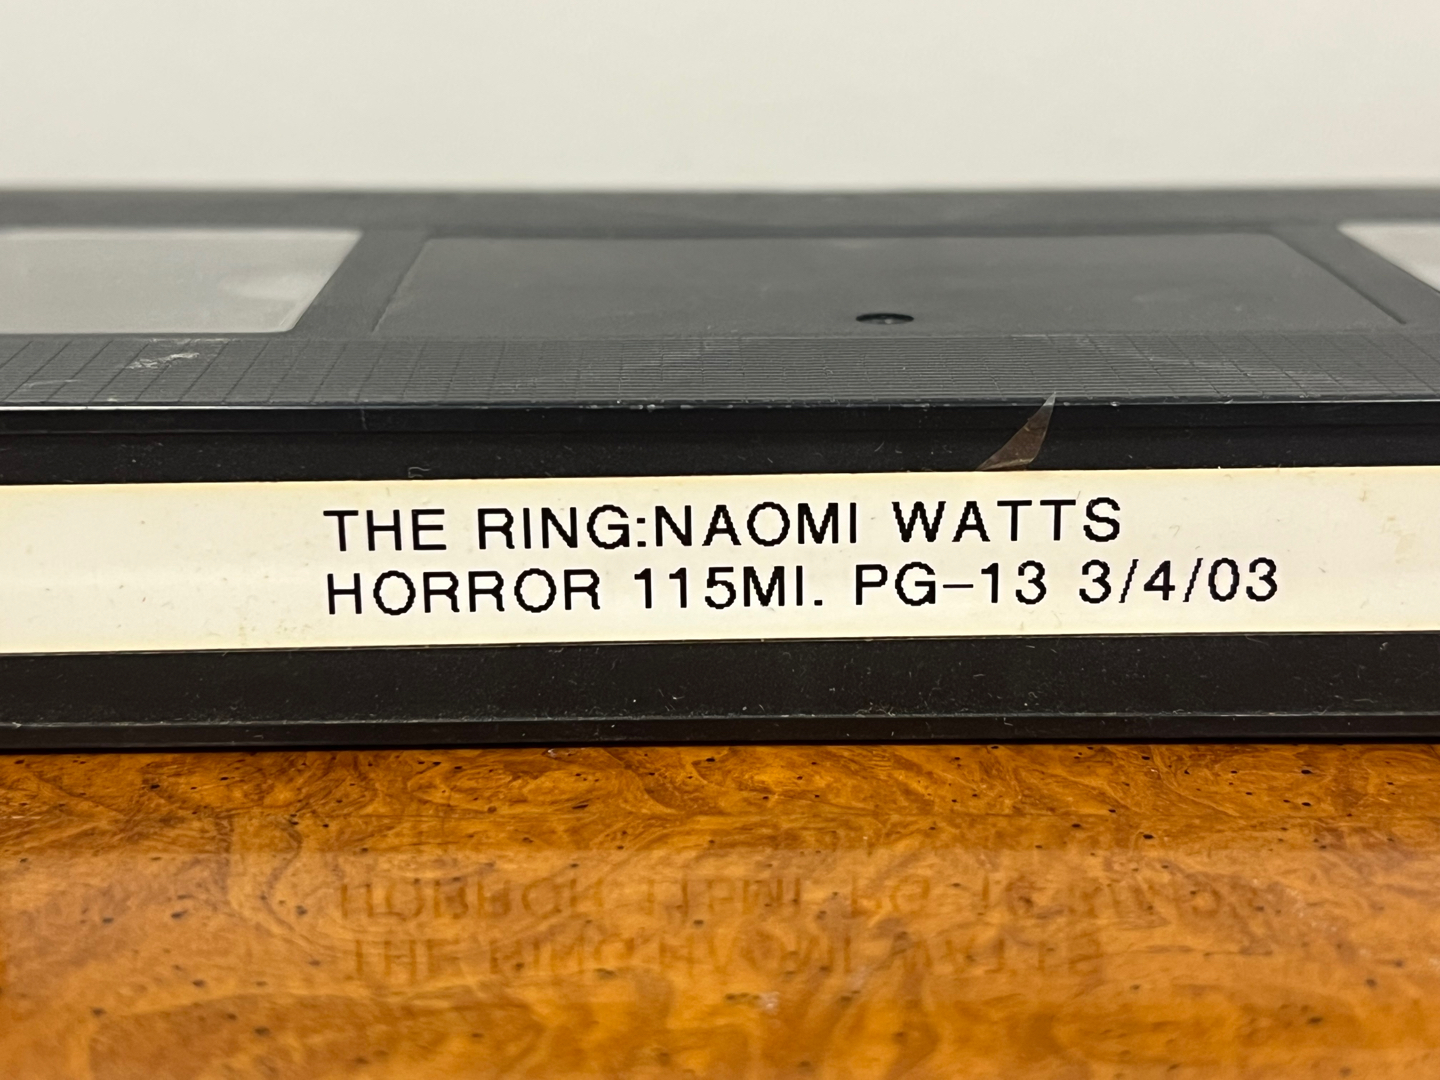 THE RING:NAOMI WATTS
HORROR 115MI. PG-13 3/4/03